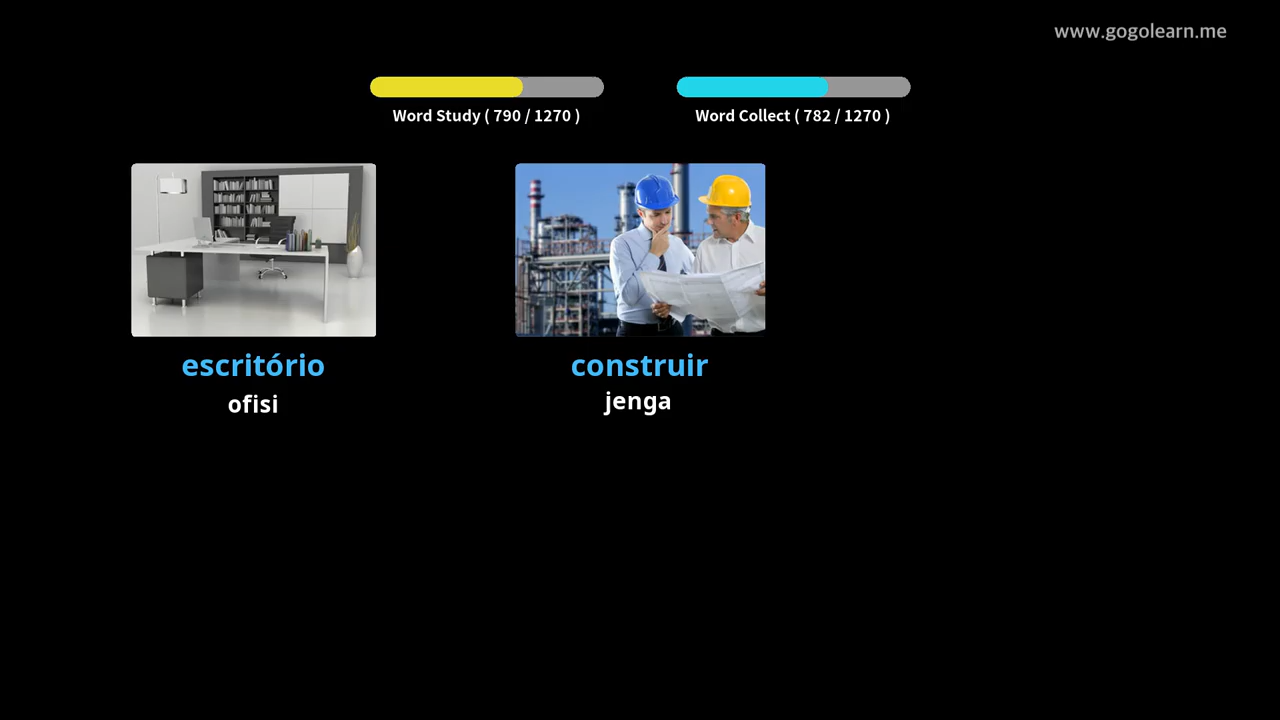 www.gogolearn.me
Word Study ( 790 / 1270 )
Word Collect ( 782 / 1270 )
escritório
ofisi
construir
jenga